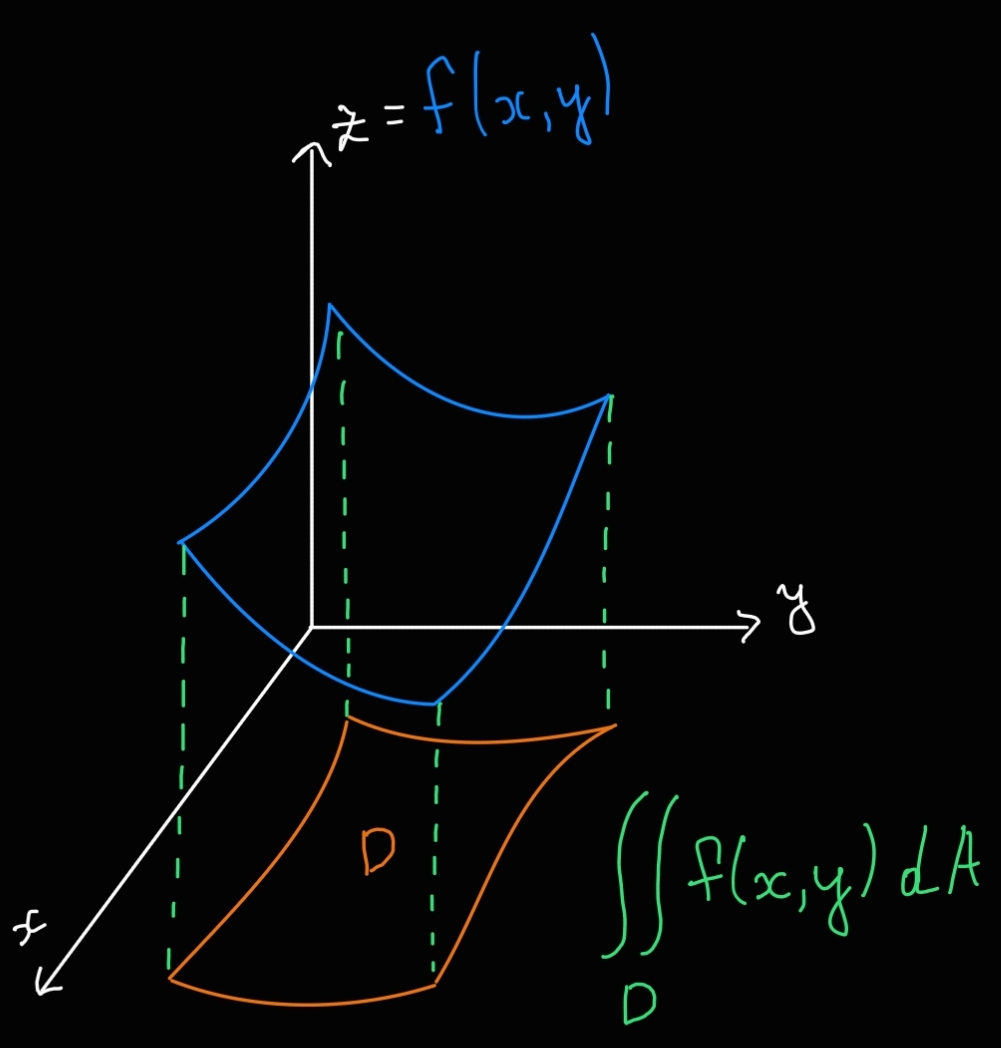 z = f(x,y)
y
D
∬ f(x,y) dA
x
D